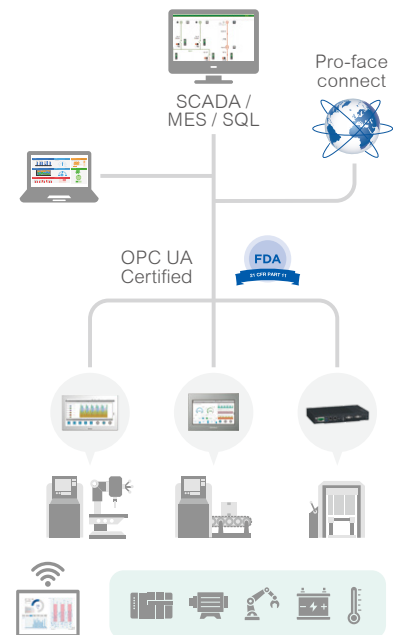 Pro-face
connect
SCADA /
MES / SQL
OPC UA
Certified
FDA
21 CFR PART 11